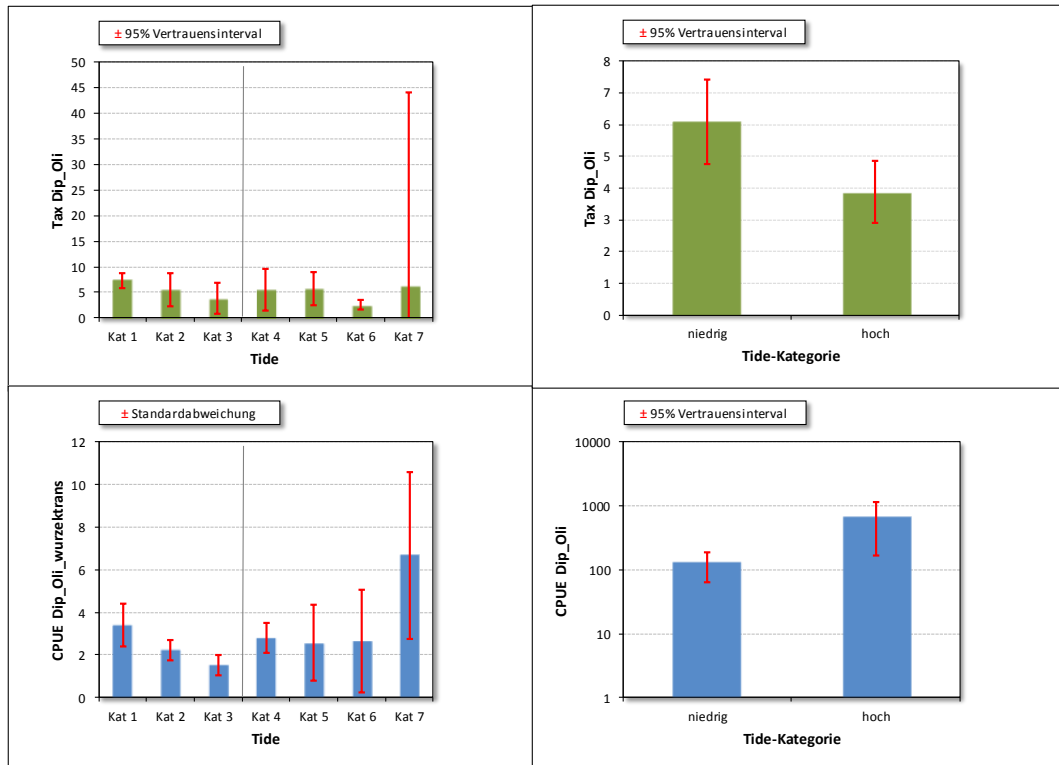 ± 95% Vertrauensinterval
50
45
40
35
30
25
20
15
10
5
0
Tax Dip_Oli
Kat 1 Kat 2 Kat 3 Kat 4 Kat 5 Kat 6 Kat 7
Tide
± 95% Vertrauensinterval
8
7
6
5
4
3
2
1
0
Tax Dip_Oli
niedrig hoch
Tide-Kategorie
± Standardabweichung
12
10
8
6
4
2
0
CPUE Dip_Oli_wurzektrans
Kat 1 Kat 2 Kat 3 Kat 4 Kat 5 Kat 6 Kat 7
Tide
± 95% Vertrauensinterval
10000
1000
100
10
1
CPUE Dip_Oli
niedrig hoch
Tide-Kategorie